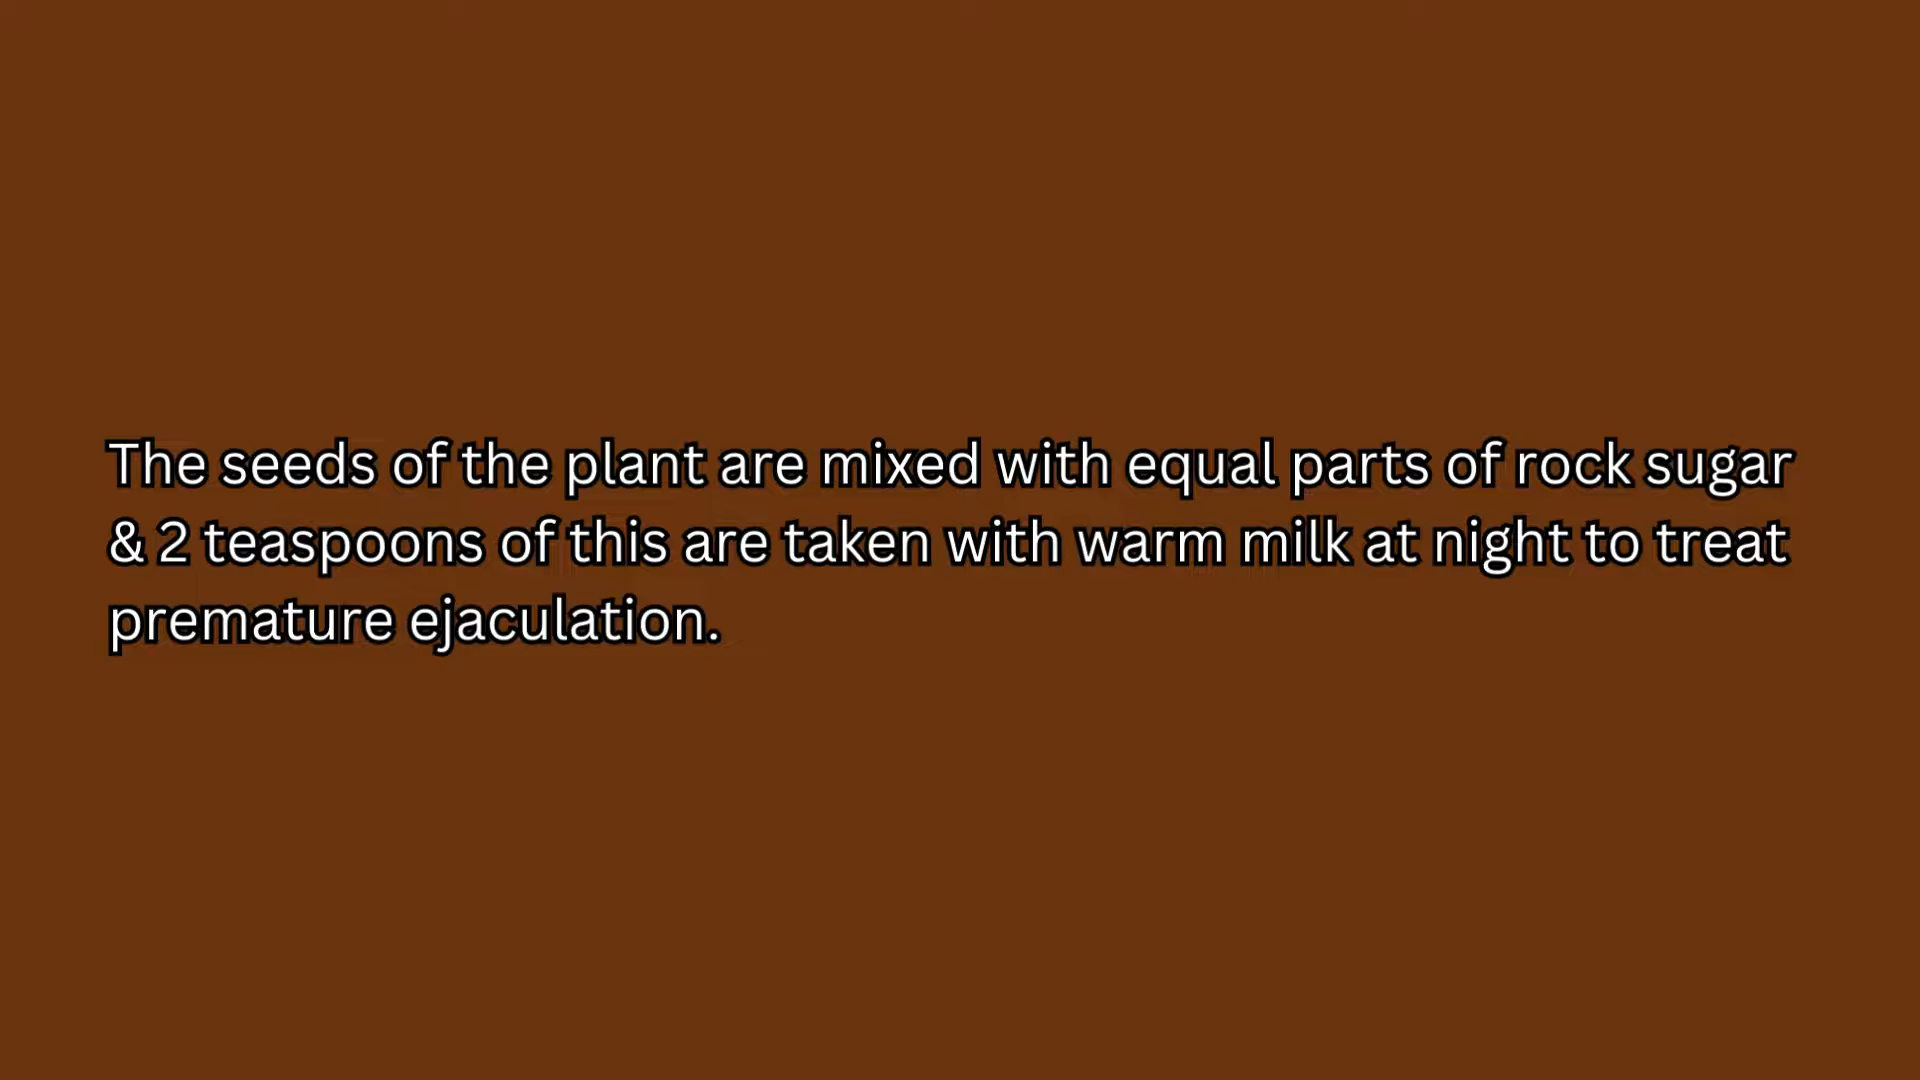 The seeds of the plant are mixed with equal parts of rock sugar
& 2 teaspoons of this are taken with warm milk at night to treat
premature ejaculation.